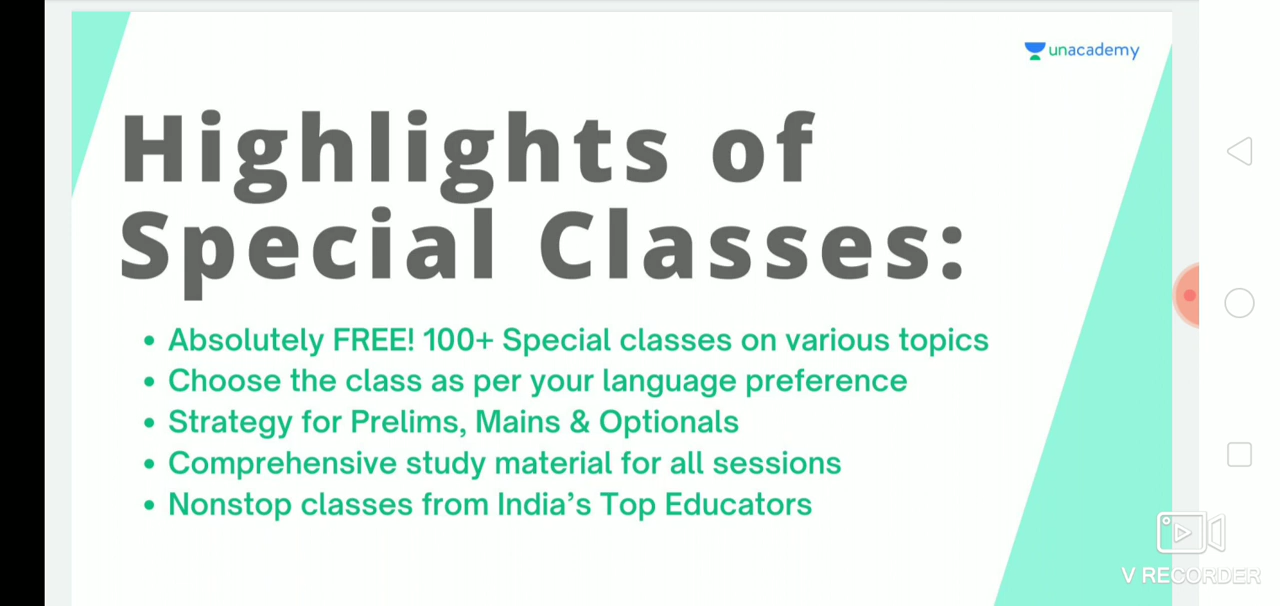 unacademy
Highlights of
Special Classes:
• Absolutely FREE! 100+ Special classes on various topics
• Choose the class as per your language preference
• Strategy for Prelims, Mains & Optionals
• Comprehensive study material for all sessions
• Nonstop classes from India’s Top Educators
V RECORDER